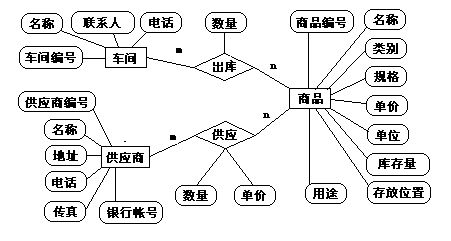 名称
联系人
电话
数量
商品编号
名称
车间编号
车间
m
出库
n
类别
规格
供应商编号
商品
单价
名称
m
供应
n
单位
地址
供应商
库存量
电话
数量
单价
用途
存放位置
传真
银行帐号